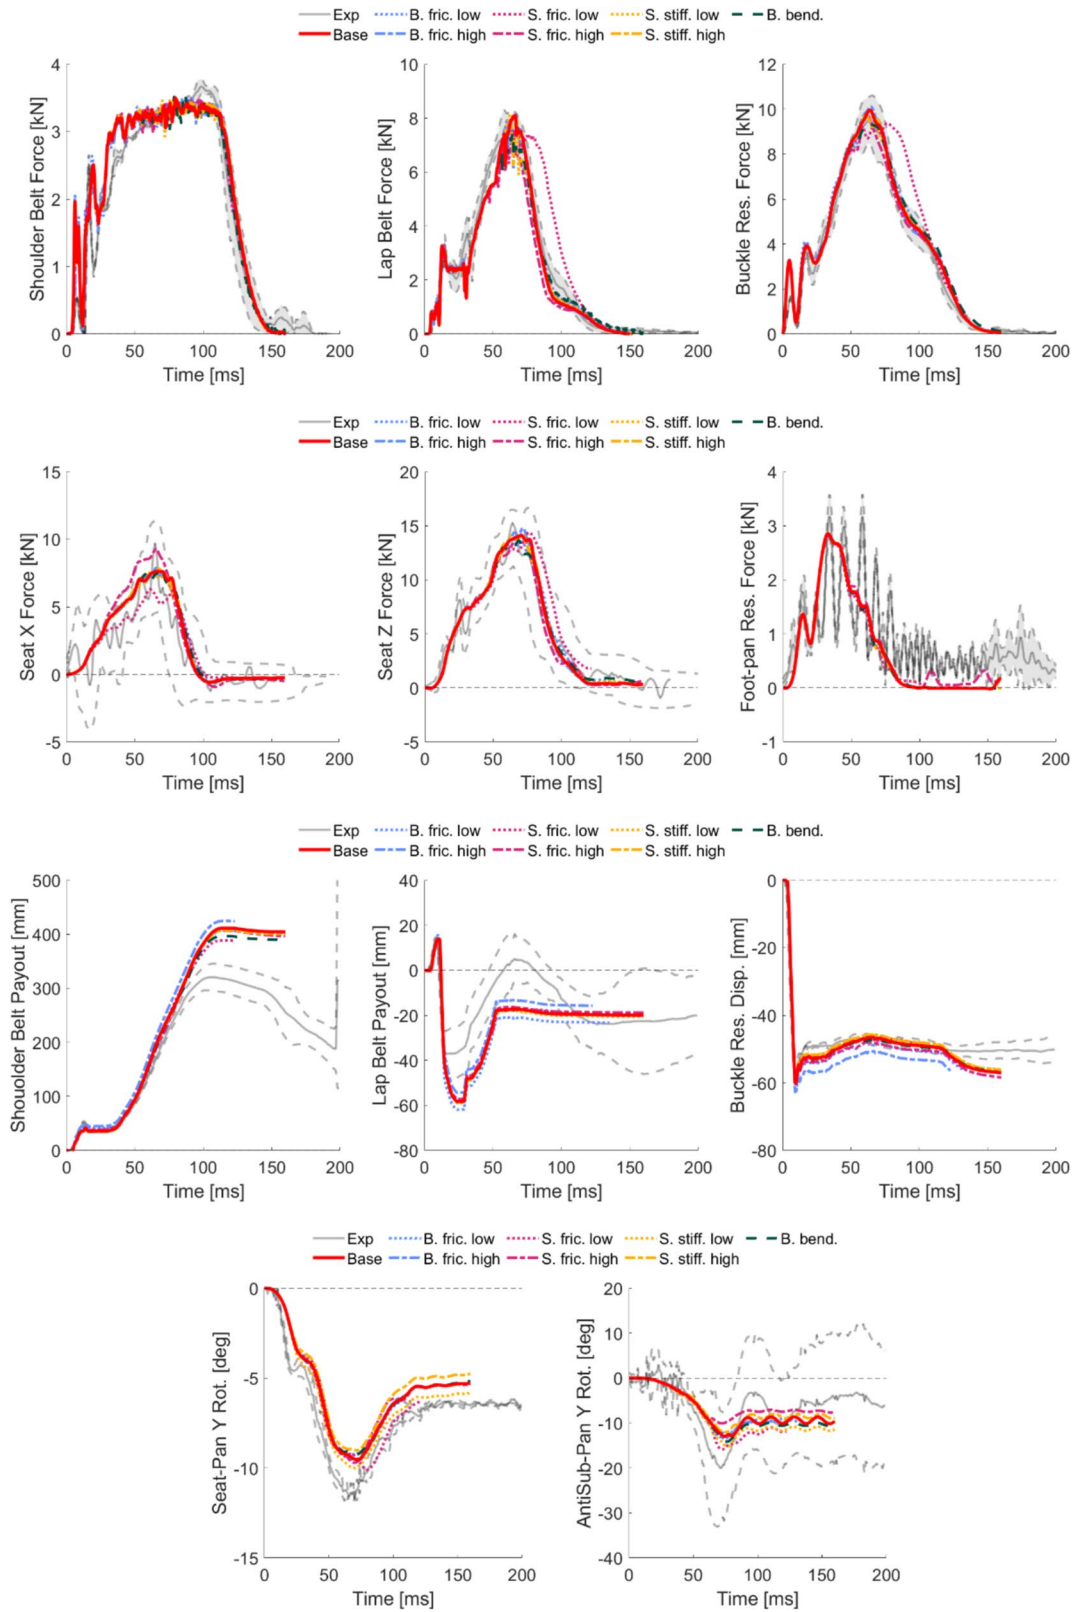 Exp B. fric. low S. fric. low S. stiff. low B. bend.
Base B. fric. high S. fric. high S. stiff. high
Shoulder Belt Force [kN]
4
3
2
1
0
0 50 100 150 200
Time [ms]
Lap Belt Force [kN]
10
8
6
4
2
0
0 50 100 150 200
Time [ms]
Buckle Res. Force [kN]
12
10
8
6
4
2
0
0 50 100 150 200
Time [ms]
Exp B. fric. low S. fric. low S. stiff. low B. bend.
Base B. fric. high S. fric. high S. stiff. high
Seat X Force [kN]
15
10
5
0
-5
0 50 100 150 200
Time [ms]
Seat Z Force [kN]
20
15
10
5
0
-5
0 50 100 150 200
Time [ms]
Foot-pan Res. Force [kN]
4
3
2
1
0
-1
0 50 100 150 200
Time [ms]
Exp B. fric. low S. fric. low S. stiff. low B. bend.
Base B. fric. high S. fric. high S. stiff. high
Shouolder Belt Payout [mm]
500
400
300
200
100
0
0 50 100 150 200
Time [ms]
Lap Belt Payout [mm]
40
20
0
-20
-40
-60
-80
0 50 100 150 200
Time [ms]
Buckle Res. Disp. [mm]
0
-20
-40
-60
-80
0 50 100 150 200
Time [ms]
Exp B. fric. low S. fric. low S. stiff. low B. bend.
Base B. fric. high S. fric. high S. stiff. high
Seat-Pan Y Rot. [deg]
0
-5
-10
-15
0 50 100 150 200
Time [ms]
AntiSub-Pan Y Rot. [deg]
20
10
0
-10
-20
-30
-40
0 50 100 150 200
Time [ms]